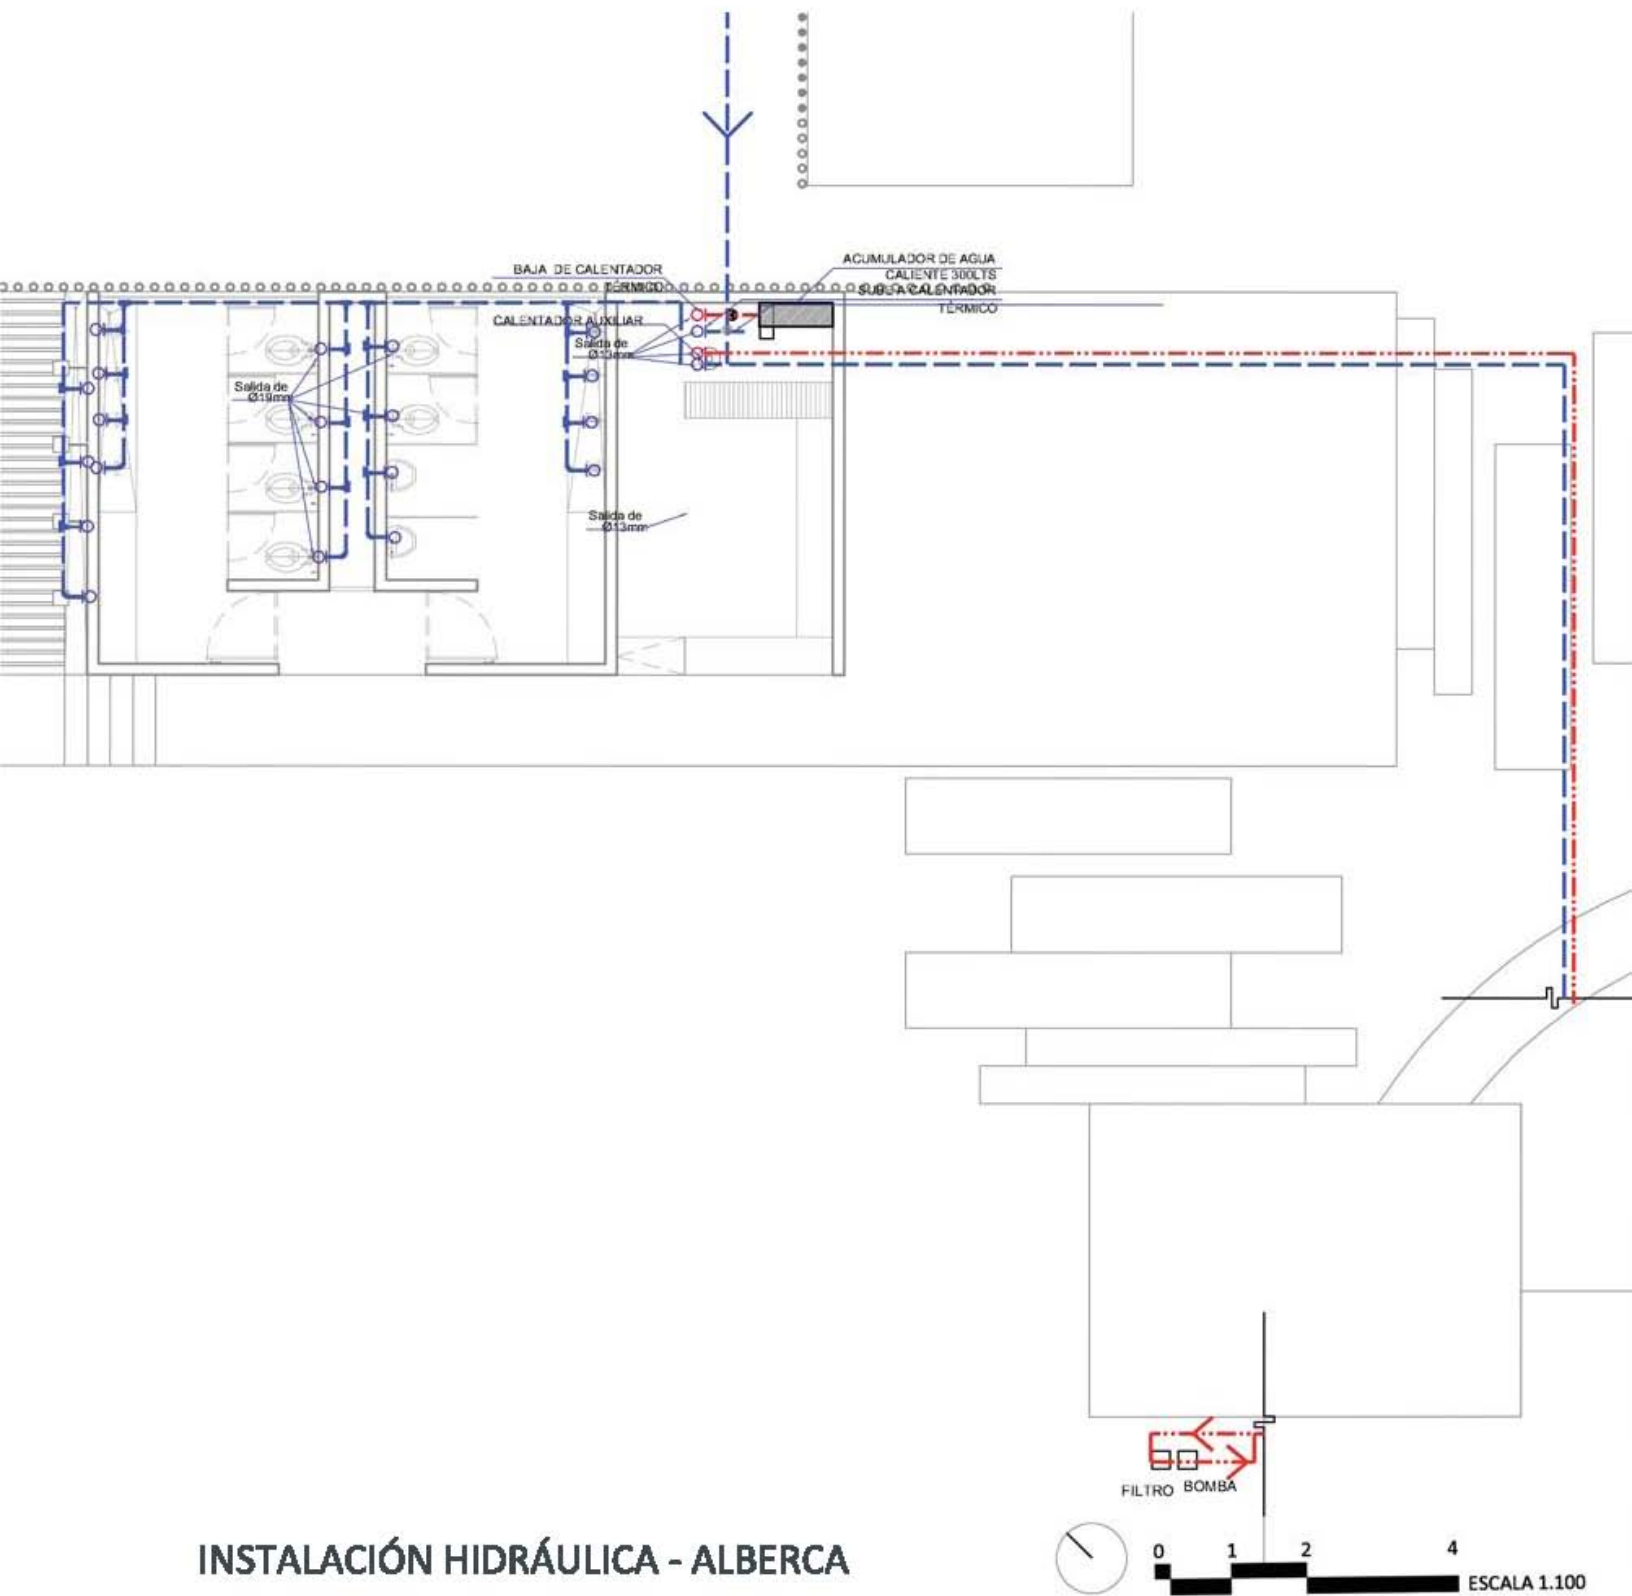 BAJA DE CALENTADOR
TÉRMICO
ACUMULADOR DE AGUA
CALIENTE 300LTS
SUBE A CALENTADOR
TÉRMICO
CALENTADOR AUXILIAR
Salida de
Ø13mm
Salida de
Ø19mm
Salida de
Ø13mm
FILTRO
BOMBA
INSTALACIÓN HIDRÁULICA - ALBERCA
0 1 2 4
ESCALA 1.100